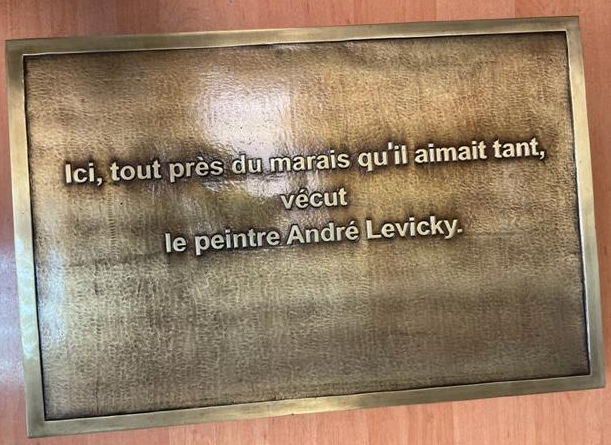 Ici, tout près du marais qu'il aimait tant,
vécut
le peintre André Levicky.